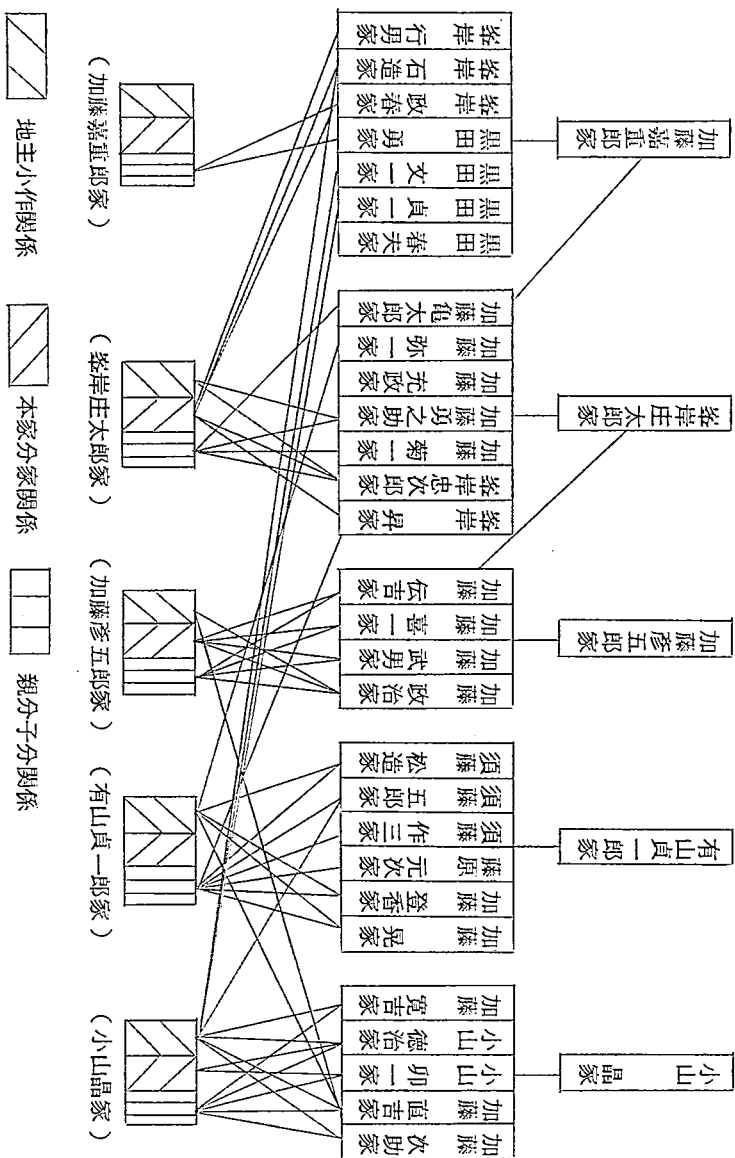 加藤嘉重郎家
峯岸庄太郎家
加藤彦五郎家
有山貞一郎家
小山晶家
峯岸行男家
峯岸石造家
峯岸政春家
黒田勇家
黒田文一家
黒田貞一家
黒田春夫家
加藤亀太郎家
加藤弥一家
加藤充政家
加藤勇之助家
加藤菊一家
峯岸忠次郎家
峯岸昇家
加藤伝吉家
加藤喜一家
加藤武男家
加藤政治家
須藤松造家
須藤五郎家
須藤作三家
藤原元次家
加藤登香家
加藤晃家
加藤寛吉家
小山徳治家
小山卯一家
加藤直吉家
加藤次助家
(加藤嘉重郎家)
(峯岸庄太郎家)
(加藤彦五郎家)
(有山貞一郎家)
(小山晶家)
地主小作関係
本家分家関係
親分子分関係